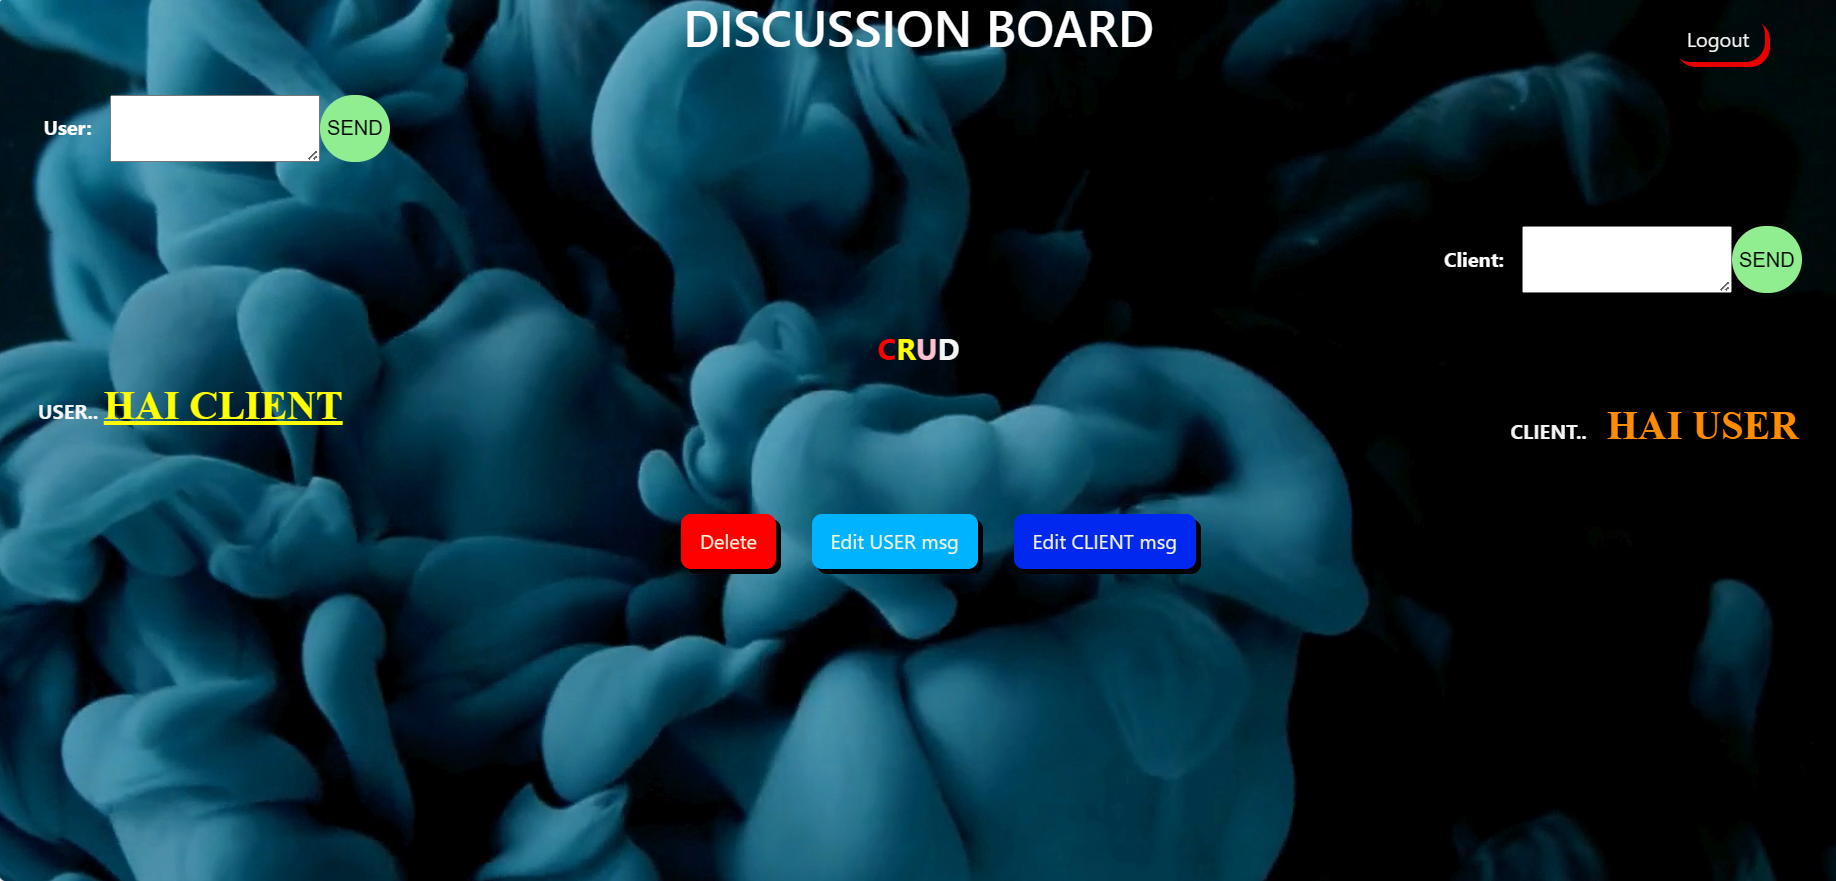 DISCUSSION BOARD
Logout
User:
SEND
Client:
SEND
CRUD
USER.. HAI CLIENT
CLIENT.. HAI USER
Delete
Edit USER msg
Edit CLIENT msg